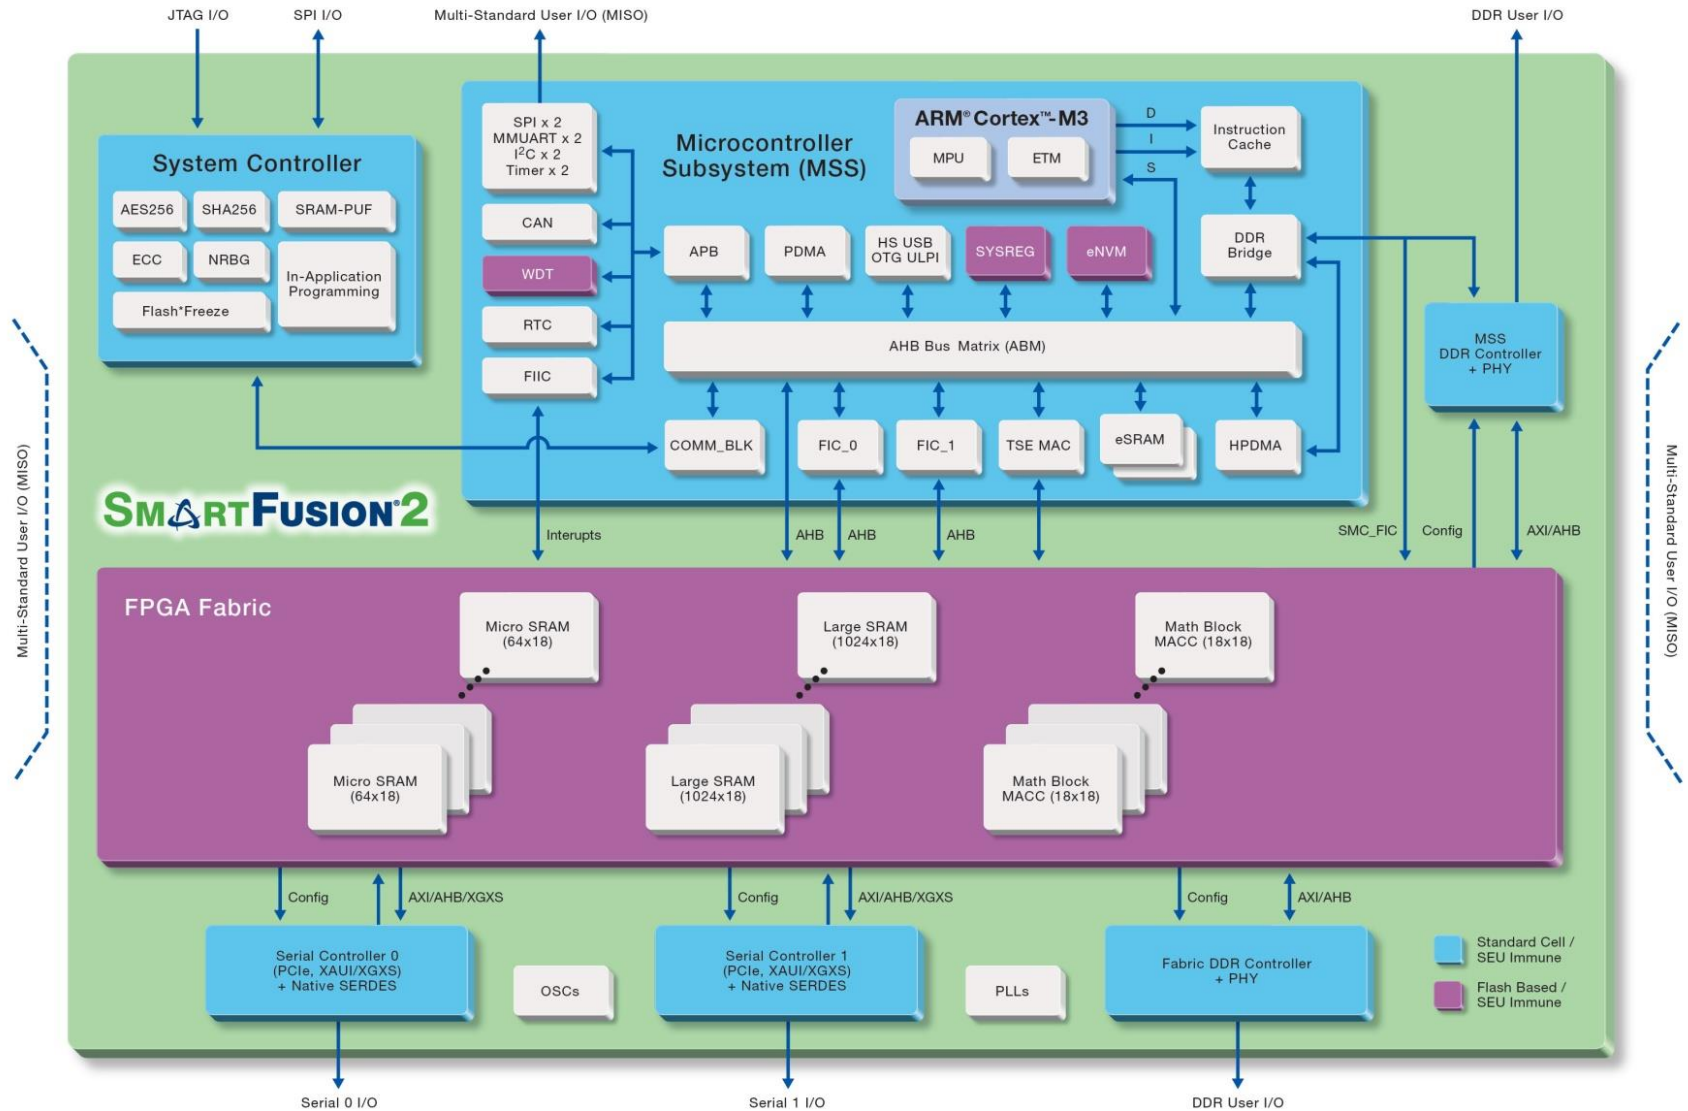 JTAG I/O
SPI I/O
Multi-Standard User I/O (MISO)
DDR User I/O
System Controller
AES256
SHA256
SRAM-PUF
ECC
NRBG
In-Application
Programming
Flash*Freeze
SPI x 2
MMUART x 2
I²C x 2
Timer x 2
CAN
WDT
RTC
FIIC
Microcontroller
Subsystem (MSS)
ARM® Cortex™-M3
MPU
ETM
D
I
S
Instruction
Cache
APB
PDMA
HS USB
OTG ULPI
SYSREG
eNVM
DDR
Bridge
AHB Bus Matrix (ABM)
MSS
DDR Controller
+ PHY
COMM_BLK
FIC_0
FIC_1
TSE MAC
eSRAM
HPDMA
Multi-Standard User I/O (MISO)
Multi-Standard User I/O (MISO)
SMARTFUSION®2
Interupts
AHB
AHB
AHB
SMC_FIC
Config
AXI/AHB
FPGA Fabric
Micro SRAM
(64x18)
Large SRAM
(1024x18)
Math Block
MACC (18x18)
Micro SRAM
(64x18)
Large SRAM
(1024x18)
Math Block
MACC (18x18)
Config
AXI/AHB/XGXS
Config
AXI/AHB/XGXS
Config
AXI/AHB
Serial Controller 0
(PCIe, XAUI/XGXS)
+ Native SERDES
OSCs
Serial Controller 1
(PCIe, XAUI/XGXS)
+ Native SERDES
PLLs
Fabric DDR Controller
+ PHY
Standard Cell /
SEU Immune
Flash Based /
SEU Immune
Serial 0 I/O
Serial 1 I/O
DDR User I/O